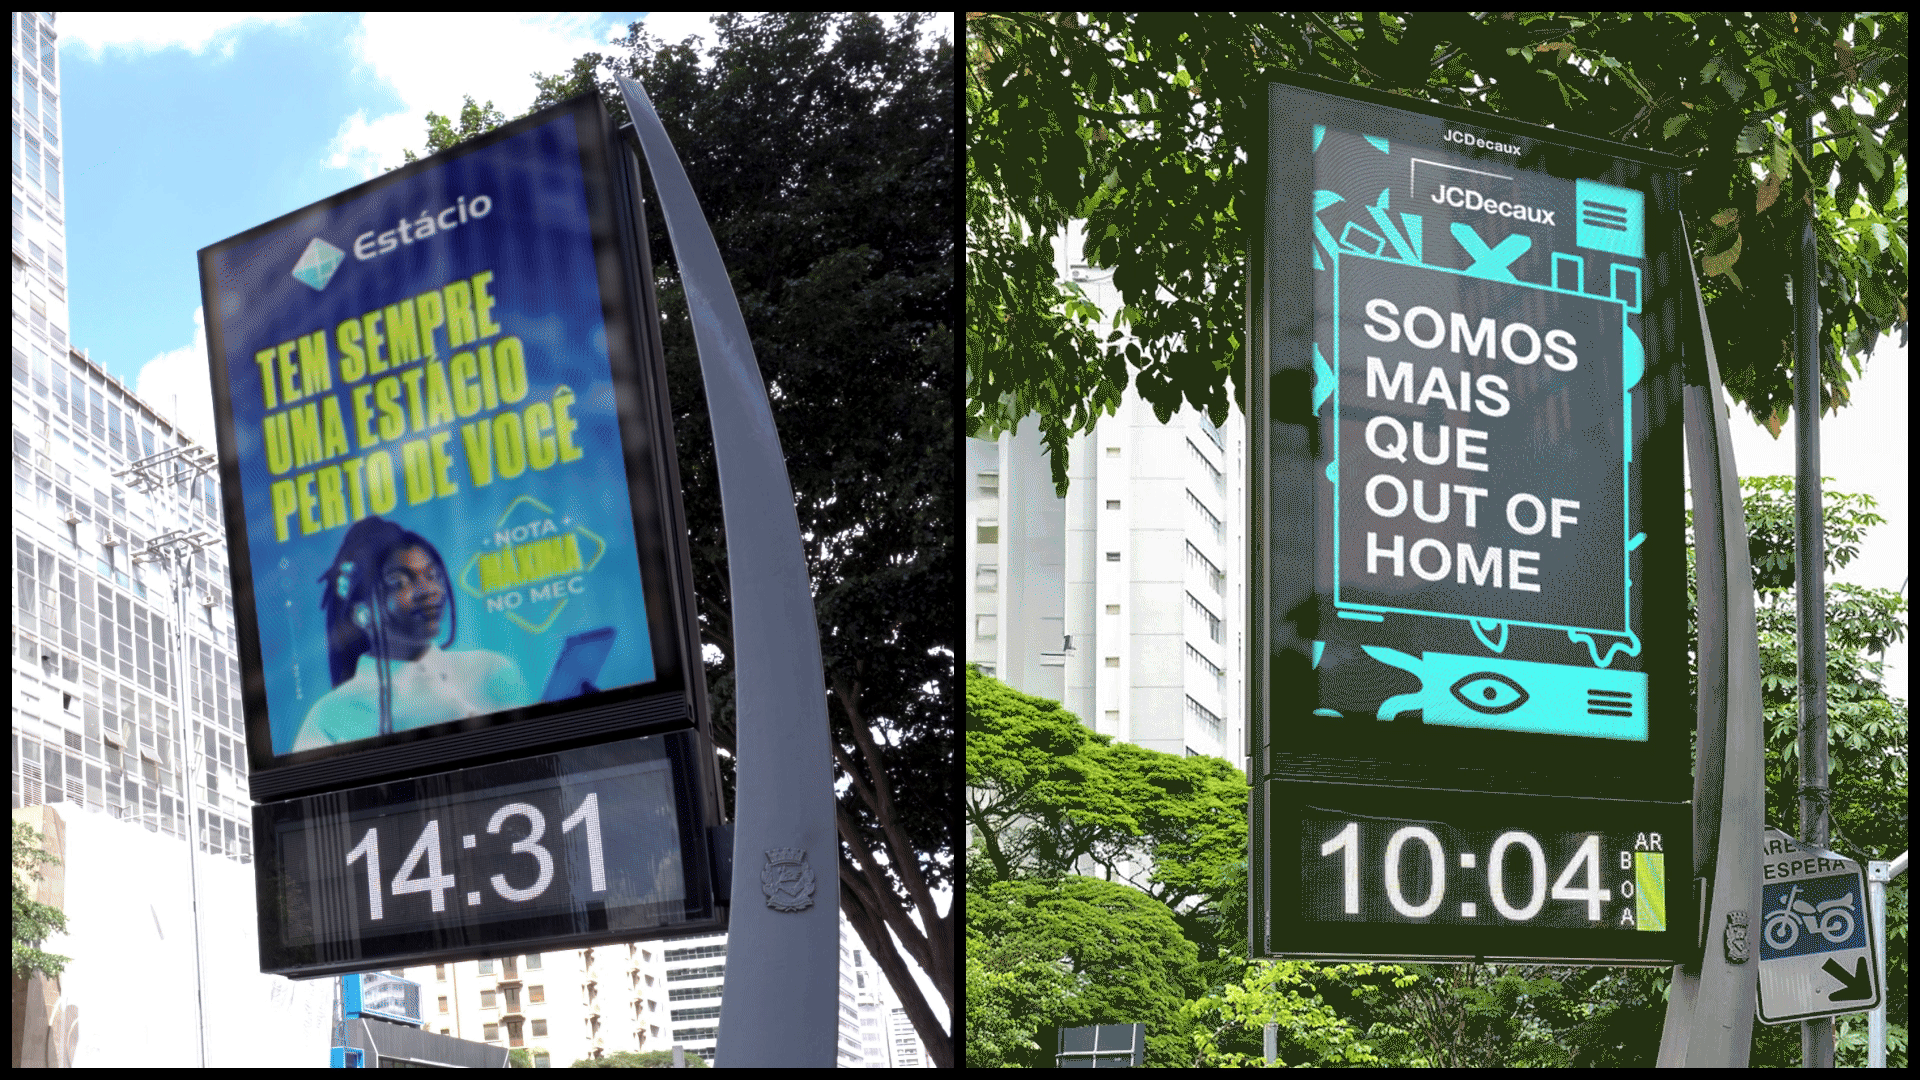 Estácio
TEM SEMPRE
UMA ESTÁCIO
PERTO DE VOCÊ
NOTA
MÁXIMA
NO MEC
14:31
JCDecaux
JCDecaux
SOMOS
MAIS
QUE
OUT OF
HOME
10:04
AR
BOA
ESPERA